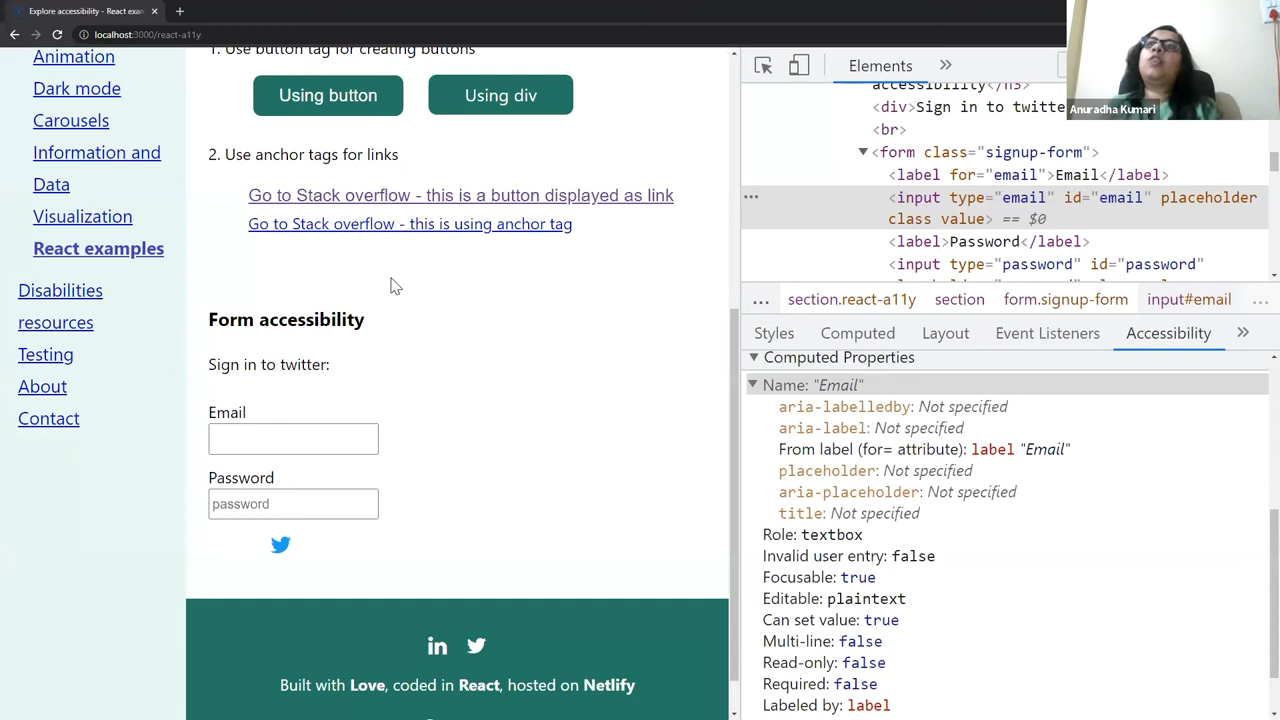 Explore accessibility - React exam
localhost:3000/react-a11y
Anuradha Kumari
Animation
Dark mode
Carousels
Information and
Data
Visualization
React examples
Disabilities
resources
Testing
About
Contact
1. Use button tag for creating buttons
Using button
Using div
2. Use anchor tags for links
Go to Stack overflow - this is a button displayed as link
Go to Stack overflow - this is using anchor tag
Form accessibility
Sign in to twitter:
Email
Password
password
in
Built with Love, coded in React, hosted on Netlify
Elements
accessibility</h3>
<div>Sign in to twitte
<br>
<form class="signup-form">
<label for="email">Email</label>
<input type="email" id="email" placeholder
class value> == $0
<label>Password</label>
<input type="password" id="password"
... section.react-a11y section form.signup-form input#email ...
Styles Computed Layout Event Listeners Accessibility
Computed Properties
Name: "Email"
aria-labelledby: Not specified
aria-label: Not specified
From label (for= attribute): label "Email"
placeholder: Not specified
aria-placeholder: Not specified
title: Not specified
Role: textbox
Invalid user entry: false
Focusable: true
Editable: plaintext
Can set value: true
Multi-line: false
Read-only: false
Required: false
Labeled by: label